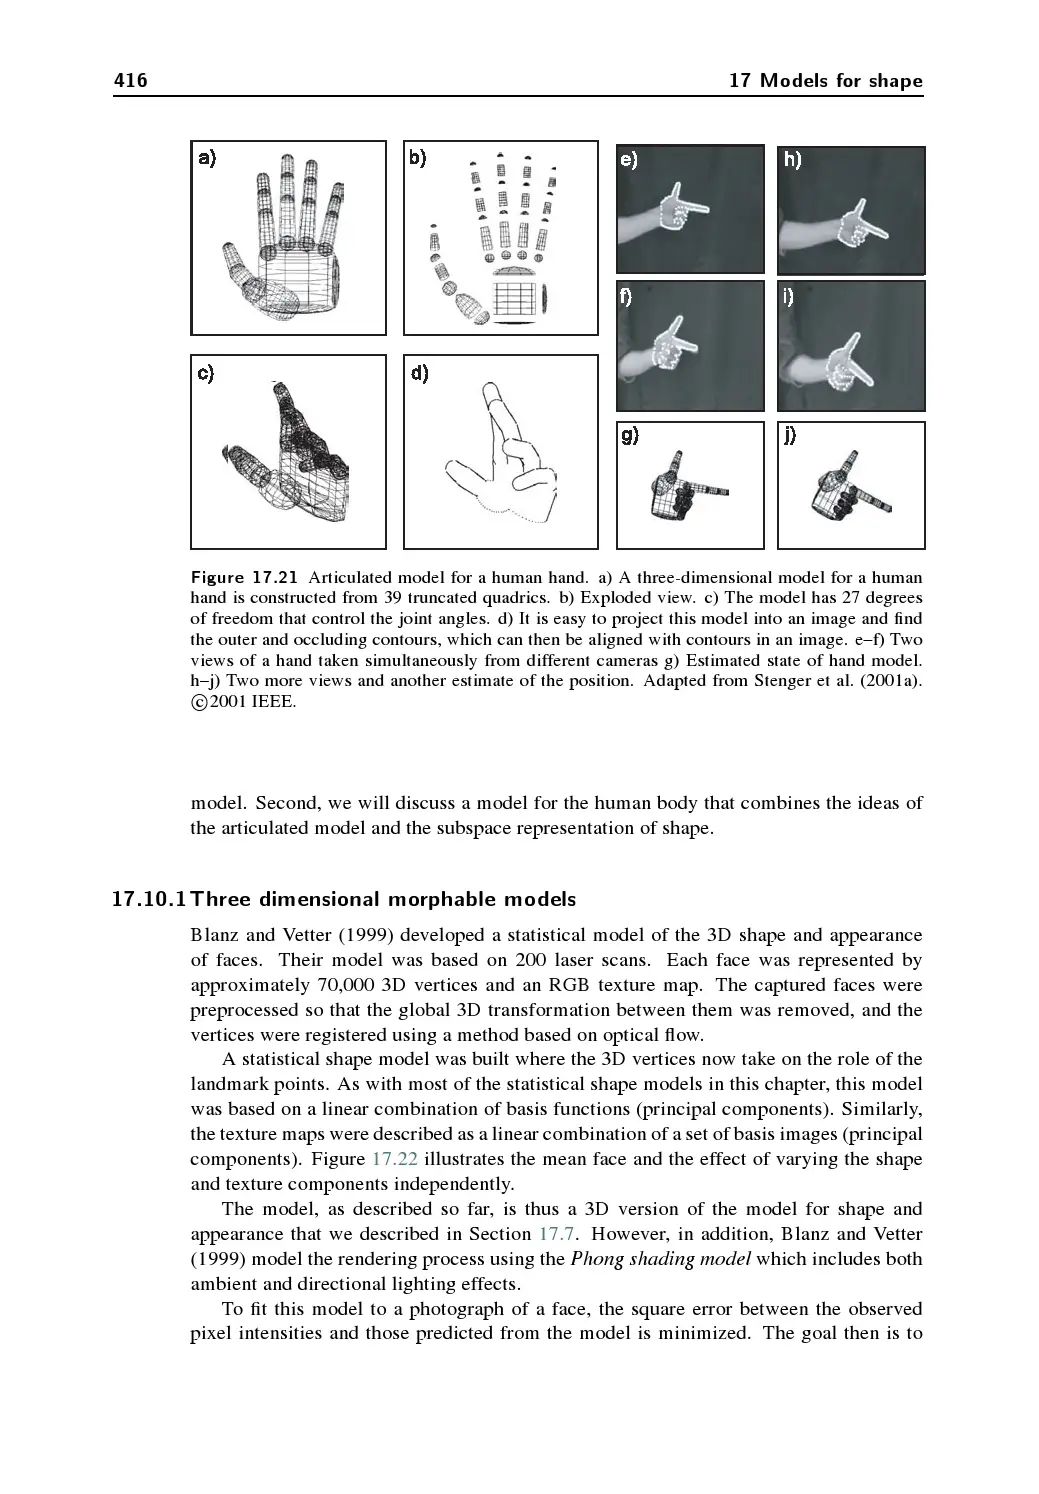 416
17 Models for shape
a)
b)
e)
h)
f)
i)
c)
d)
g)
j)
Figure 17.21 Articulated model for a human hand. a) A three-dimensional model for a human
hand is constructed from 39 truncated quadrics. b) Exploded view. c) The model has 27 degrees
of freedom that control the joint angles. d) It is easy to project this model into an image and find
the outer and occluding contours, which can then be aligned with contours in an image. e–f) Two
views of a hand taken simultaneously from different cameras g) Estimated state of hand model.
h–j) Two more views and another estimate of the position. Adapted from Stenger et al. (2001a).
©2001 IEEE.
model. Second, we will discuss a model for the human body that combines the ideas of
the articulated model and the subspace representation of shape.
17.10.1 Three dimensional morphable models
Blanz and Vetter (1999) developed a statistical model of the 3D shape and appearance
of faces. Their model was based on 200 laser scans. Each face was represented by
approximately 70,000 3D vertices and an RGB texture map. The captured faces were
preprocessed so that the global 3D transformation between them was removed, and the
vertices were registered using a method based on optical flow.
A statistical shape model was built where the 3D vertices now take on the role of the
landmark points. As with most of the statistical shape models in this chapter, this model
was based on a linear combination of basis functions (principal components). Similarly,
the texture maps were described as a linear combination of a set of basis images (principal
components). Figure 17.22 illustrates the mean face and the effect of varying the shape
and texture components independently.
The model, as described so far, is thus a 3D version of the model for shape and
appearance that we described in Section 17.7. However, in addition, Blanz and Vetter
(1999) model the rendering process using the Phong shading model which includes both
ambient and directional lighting effects.
To fit this model to a photograph of a face, the square error between the observed
pixel intensities and those predicted from the model is minimized. The goal then is to